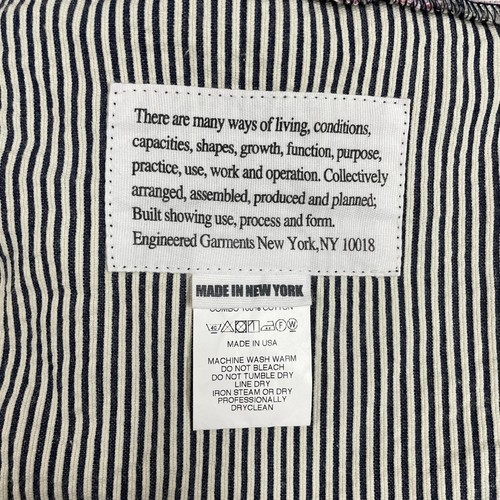 There are many ways of living, conditions,
capacities, shapes, growth, function, purpose,
practice, use, work and operation. Collectively
arranged, assembled, produced and planned;
Built showing use, process and form.
Engineered Garments New York,NY 10018
MADE IN NEW YORK
COMBO 100% COTTON
MADE IN USA
MACHINE WASH WARM
DO NOT BLEACH
DO NOT TUMBLE DRY
LINE DRY
IRON STEAM OR DRY
PROFESSIONALLY
DRYCLEAN